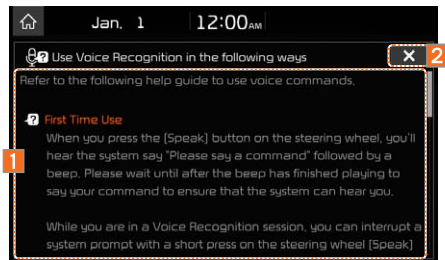 Jan. 1 12:00AM
Use Voice Recognition in the following ways
2
Refer to the following help guide to use voice commands.
First Time Use
When you press the [Speak] button on the steering wheel, you'll
hear the system say "Please say a command" followed by a
beep. Please wait until after the beep has finished playing to
say your command to ensure that the system can hear you.
1
While you are in a Voice Recognition session, you can interrupt a
system prompt with a short press on the steering wheel [Speak]